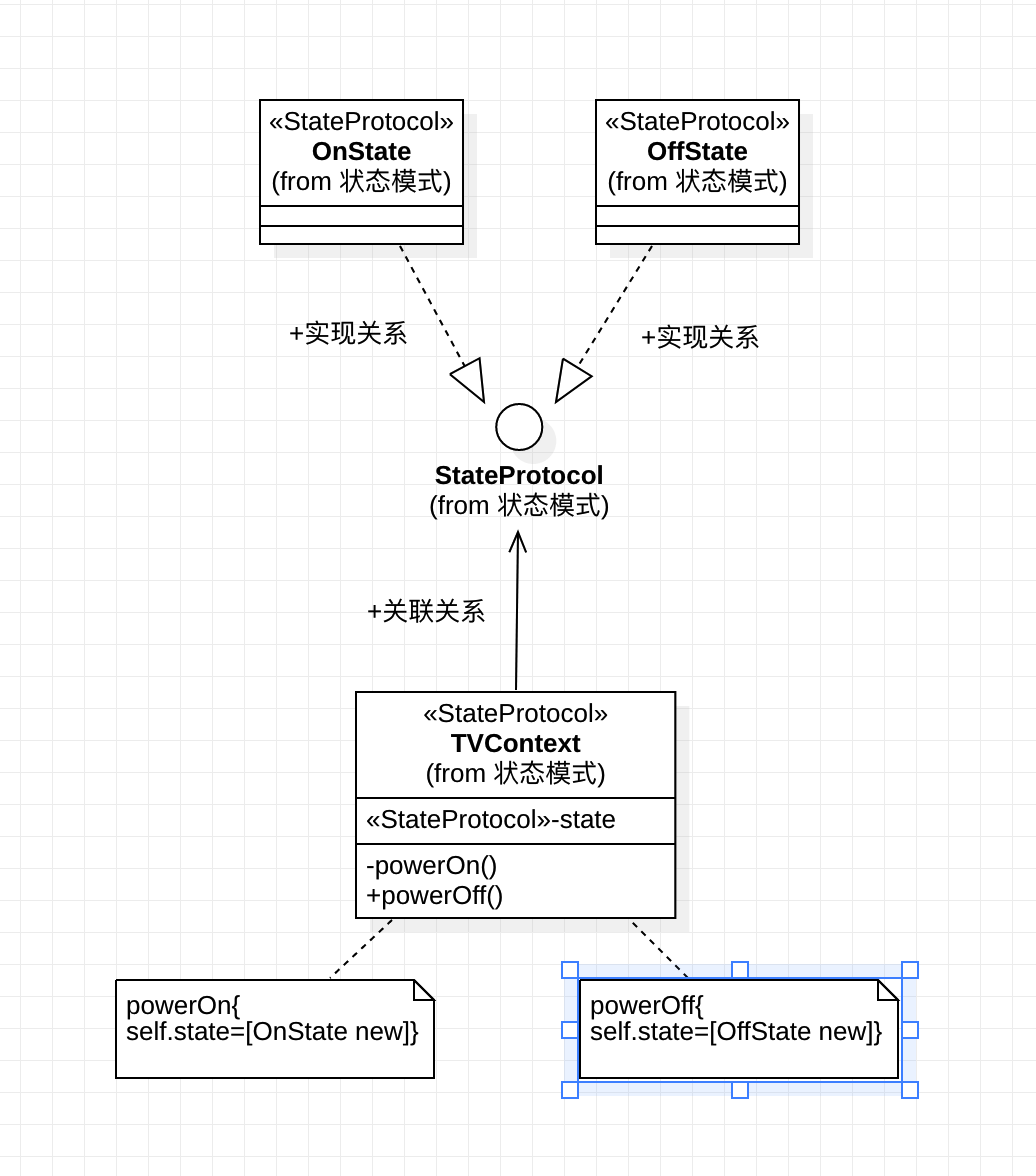 «StateProtocol»
OnState
(from 状态模式)
«StateProtocol»
OffState
(from 状态模式)
+实现关系
+实现关系
StateProtocol
(from 状态模式)
+关联关系
«StateProtocol»
TVContext
(from 状态模式)
«StateProtocol»-state
-powerOn()
+powerOff()
powerOn{
self.state=[OnState new]}
powerOff{
self.state=[OffState new]}